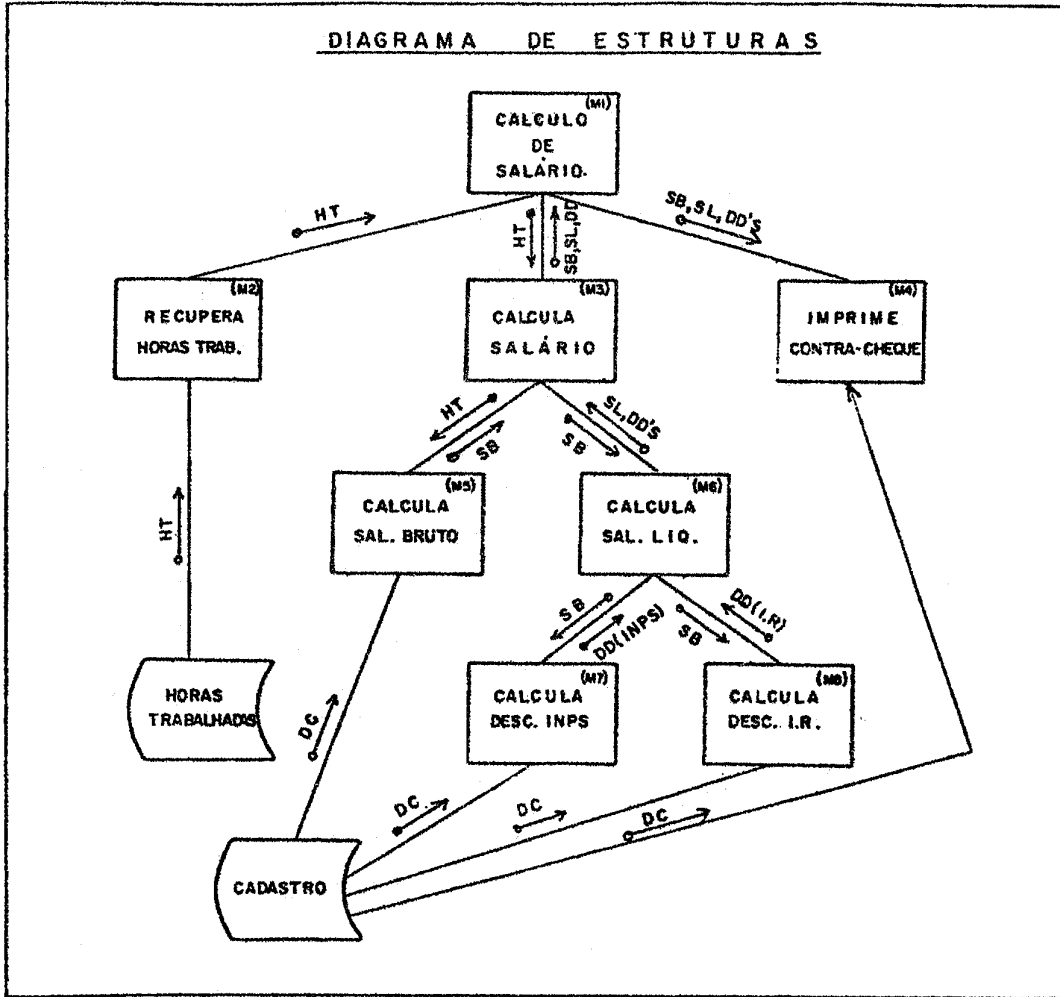 DIAGRAMA DE ESTRUTURAS
(M1)
CALCULO
DE
SALÁRIO.
HT
HT
SB,SL,DD
SB,SL,DD'S
(M2)
RECUPERA
HORAS TRAB.
(M3)
CALCULA
SALÁRIO
(M4)
IMPRIME
CONTRA-CHEQUE
HT
SB
SB
SL,DD'S
(M5)
CALCULA
SAL. BRUTO
(M6)
CALCULA
SAL. LIQ.
HT
SB
DD(INPS)
SB
DD(I.R)
(M7)
CALCULA
DESC. INPS
(M8)
CALCULA
DESC. I.R.
HORAS
TRABALHADAS
DC
DC
DC
DC
CADASTRO